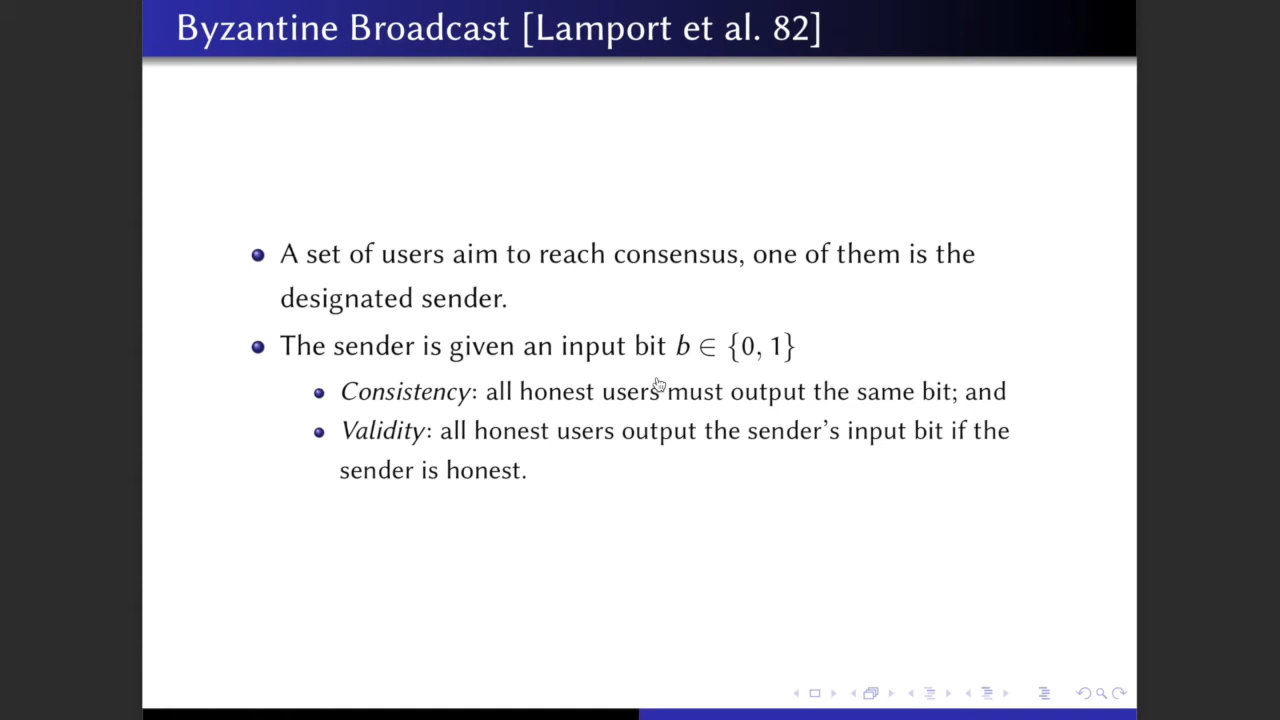 Byzantine Broadcast [Lamport et al. 82]
A set of users aim to reach consensus, one of them is the
designated sender.
The sender is given an input bit b ∈ {0, 1}
Consistency: all honest users must output the same bit; and
Validity: all honest users output the sender's input bit if the
sender is honest.